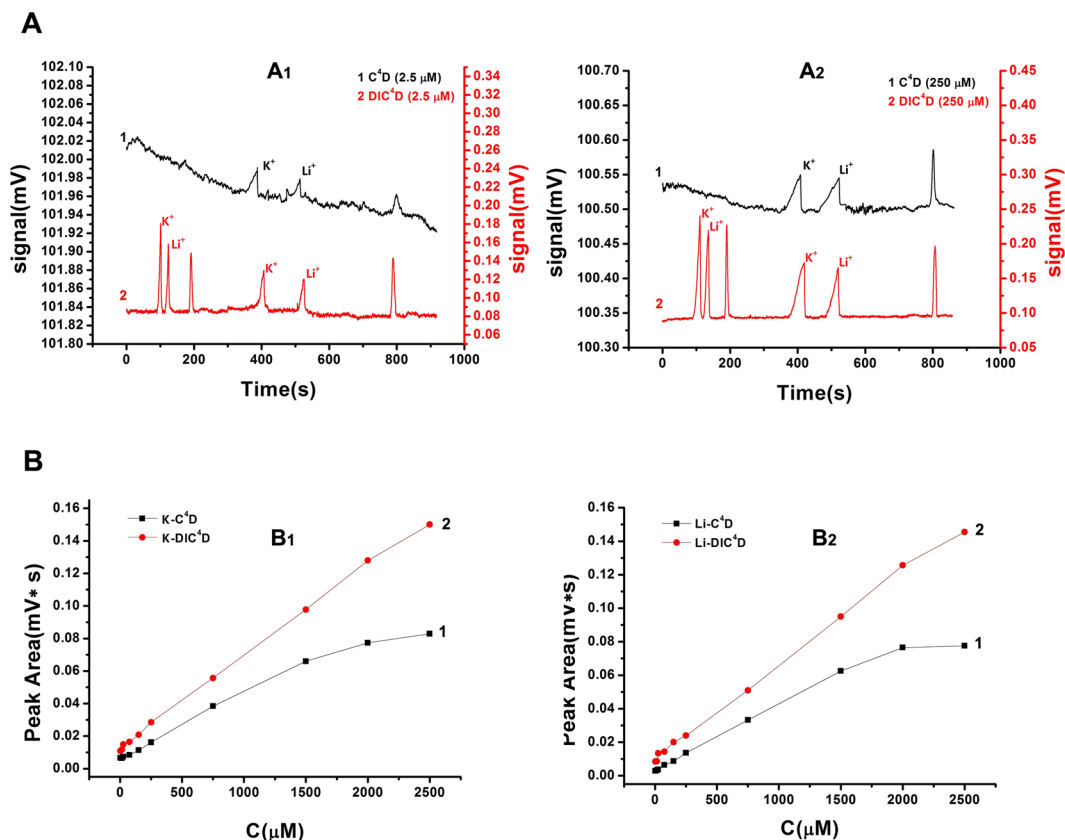 A
A1
1 C⁴D (2.5 µM)
2 DIC⁴D (2.5 µM)
102.10
102.08
102.06
102.04
102.02
102.00
101.98
101.96
101.94
101.92
101.90
101.88
101.86
101.84
101.82
101.80
signal(mV)
0.34
0.32
0.30
0.28
0.26
0.24
0.22
0.20
0.18
0.16
0.14
0.12
0.10
0.08
0.06
0.04
signal(mV)
1
K⁺
Li⁺
K⁺
Li⁺
K⁺
Li⁺
2
0 200 400 600 800 1000
Time(s)
A2
1 C⁴D (250 µM)
2 DIC⁴D (250 µM)
100.70
100.65
100.60
100.55
100.50
100.45
100.40
100.35
100.30
signal(mV)
0.45
0.40
0.35
0.30
0.25
0.20
0.15
0.10
0.05
signal(mV)
1
K⁺
Li⁺
K⁺
Li⁺
K⁺
Li⁺
2
0 200 400 600 800 1000
Time(s)
B
B1
K-C⁴D
K-DIC⁴D
0.16
0.14
0.12
0.10
0.08
0.06
0.04
0.02
0.00
Peak Area(mV* s)
2
1
0 500 1000 1500 2000 2500
C(µM)
B2
Li-C⁴D
Li-DIC⁴D
0.16
0.14
0.12
0.10
0.08
0.06
0.04
0.02
0.00
Peak Area(mv*s)
2
1
0 500 1000 1500 2000 2500
C(µM)